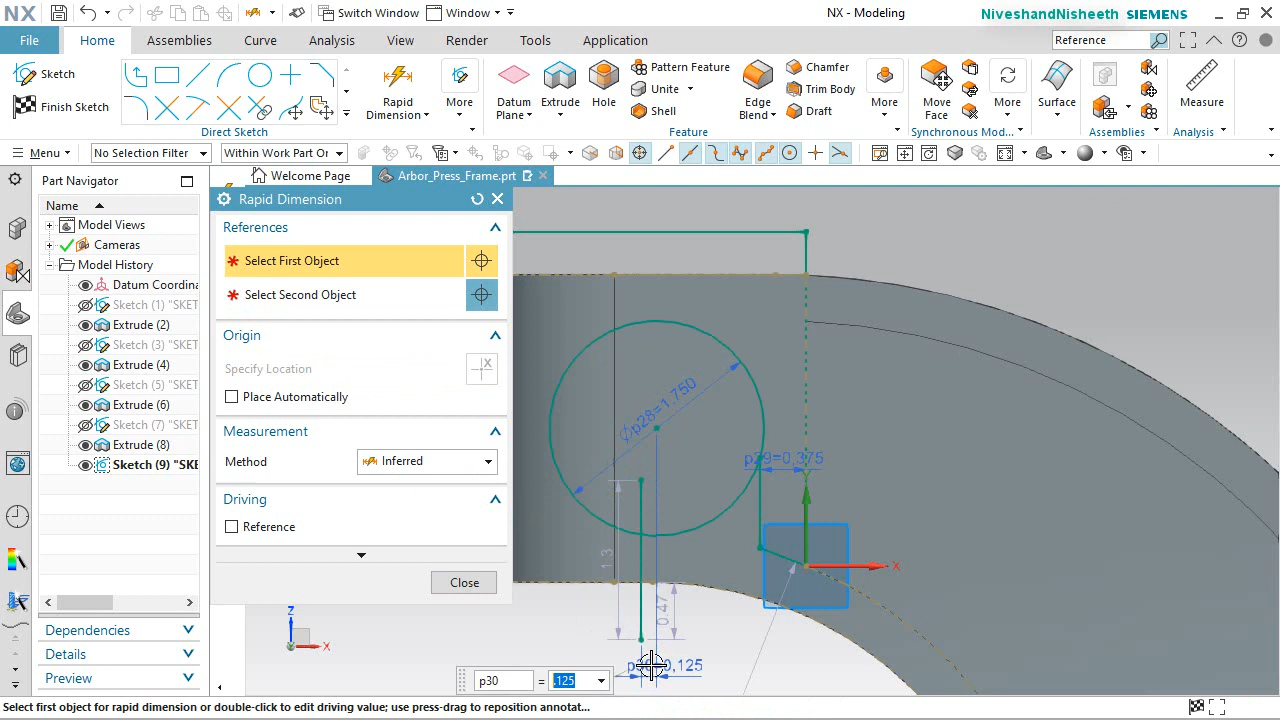 NX
Switch Window
Window
NX - Modeling
NiveshandNisheeth SIEMENS
File
Home
Assemblies
Curve
Analysis
View
Render
Tools
Application
Reference
Sketch
Finish Sketch
Rapid
Dimension
More
Datum
Plane
Extrude
Hole
Pattern Feature
Unite
Shell
Edge
Blend
Chamfer
Trim Body
Draft
More
Move
Face
More
Surface
Measure
Direct Sketch
Feature
Synchronous Mod...
Assemblies
Analysis
Menu
No Selection Filter
Within Work Part Or
Part Navigator
Welcome Page
Arbor_Press_Frame.prt
Name
Model Views
Cameras
Model History
Datum Coordina
Sketch (1) "SKET
Extrude (2)
Sketch (3) "SKET
Extrude (4)
Sketch (5) "SKET
Extrude (6)
Sketch (7) "SKET
Extrude (8)
Sketch (9) "SKE
Dependencies
Details
Preview
Rapid Dimension
References
Select First Object
Select Second Object
Origin
Specify Location
Place Automatically
Measurement
Method
Inferred
Driving
Reference
Close
∅p28=1,750
p29=0,375
Y
X
1.3
0.47
0,125
Z
X
p30 = .125
Select first object for rapid dimension or double-click to edit driving value; use press-drag to reposition annotat...